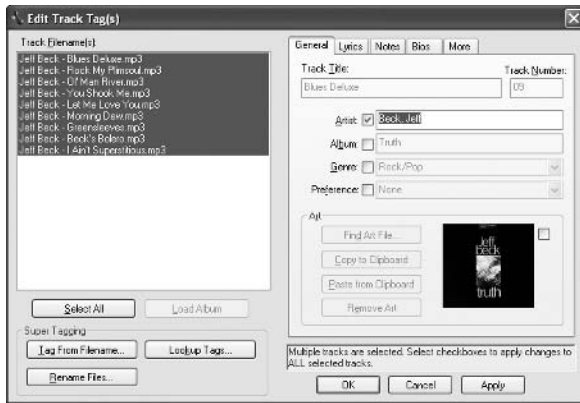 Edit Track Tag(s)
Track Filename(s):
Jeff Beck - Blues Deluxe.mp3
Jeff Beck - Rock My Plimsoul.mp3
Jeff Beck - Ol' Man River.mp3
Jeff Beck - You Shook Me.mp3
Jeff Beck - Let Me Love You.mp3
Jeff Beck - Morning Dew.mp3
Jeff Beck - Greensleeves.mp3
Jeff Beck - Beck's Bolero.mp3
Jeff Beck - I Ain't Superstitious.mp3
Select All
Load Album
Super Tagging
Tag From Filename...
Lookup Tags...
Rename Files...
General
Lyrics
Notes
Bios
More
Track Title:
Track Number:
Blues Deluxe
09
Artist:
Beck, Jeff
Album:
Truth
Genre:
Rock/Pop
Preference:
None
Art
Find Art File...
Copy to Clipboard
Paste from Clipboard
Remove Art
jeff
beck
truth
Multiple tracks are selected. Select checkboxes to apply changes to
ALL selected tracks.
OK
Cancel
Apply